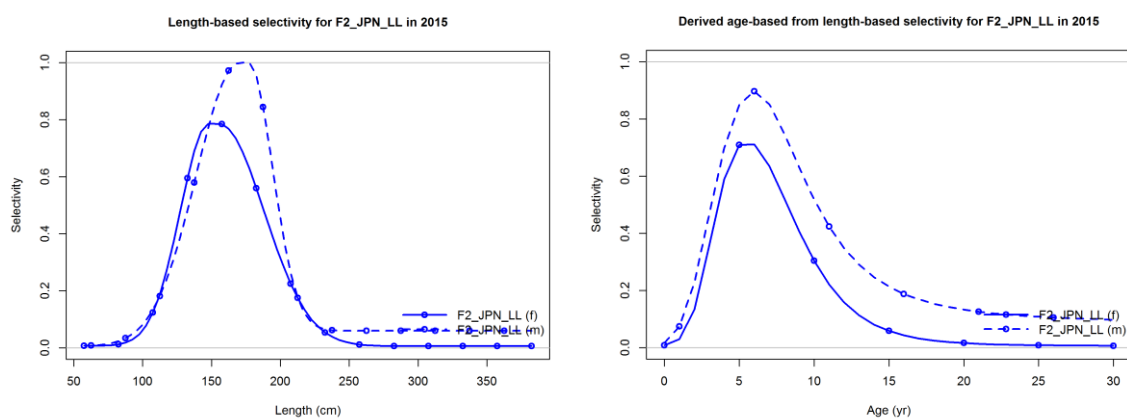 Length-based selectivity for F2_JPN_LL in 2015
Selectivity
0.0 0.2 0.4 0.6 0.8 1.0
F2_JPN_LL (f)
F2_JPN_LL (m)
50 100 150 200 250 300 350
Length (cm)
Derived age-based from length-based selectivity for F2_JPN_LL in 2015
Selectivity
0.0 0.2 0.4 0.6 0.8 1.0
F2_JPN_LL (f)
F2_JPN_LL (m)
0 5 10 15 20 25 30
Age (yr)